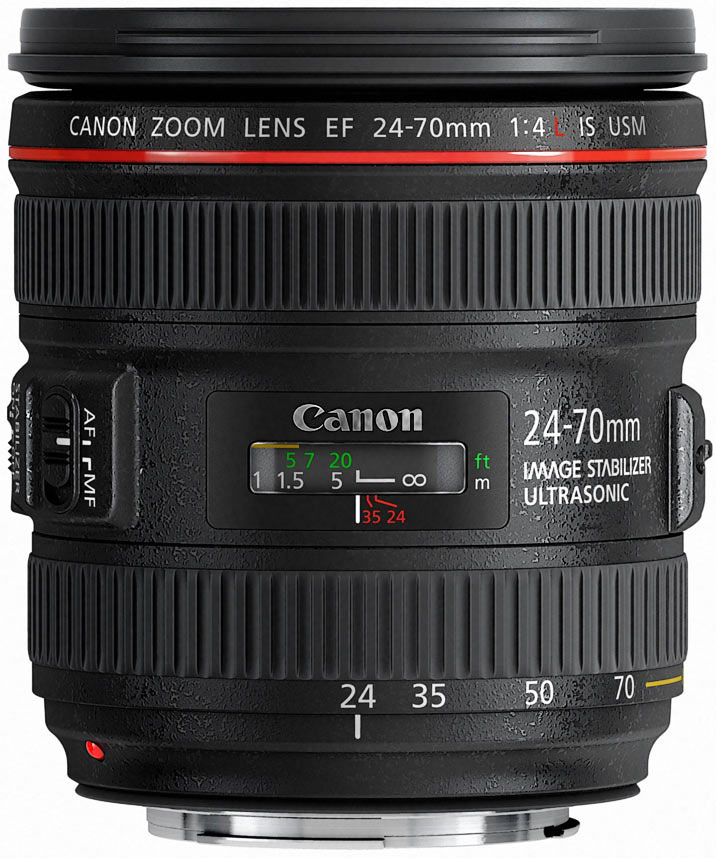 CANON ZOOM LENS EF 24-70mm 1:4 L IS USM
Canon
5 7 20 ft
1 1.5 5 ∞ m
35 24
24-70mm
IMAGE STABILIZER
ULTRASONIC
AF MF
STABILIZER
24 35 50 70